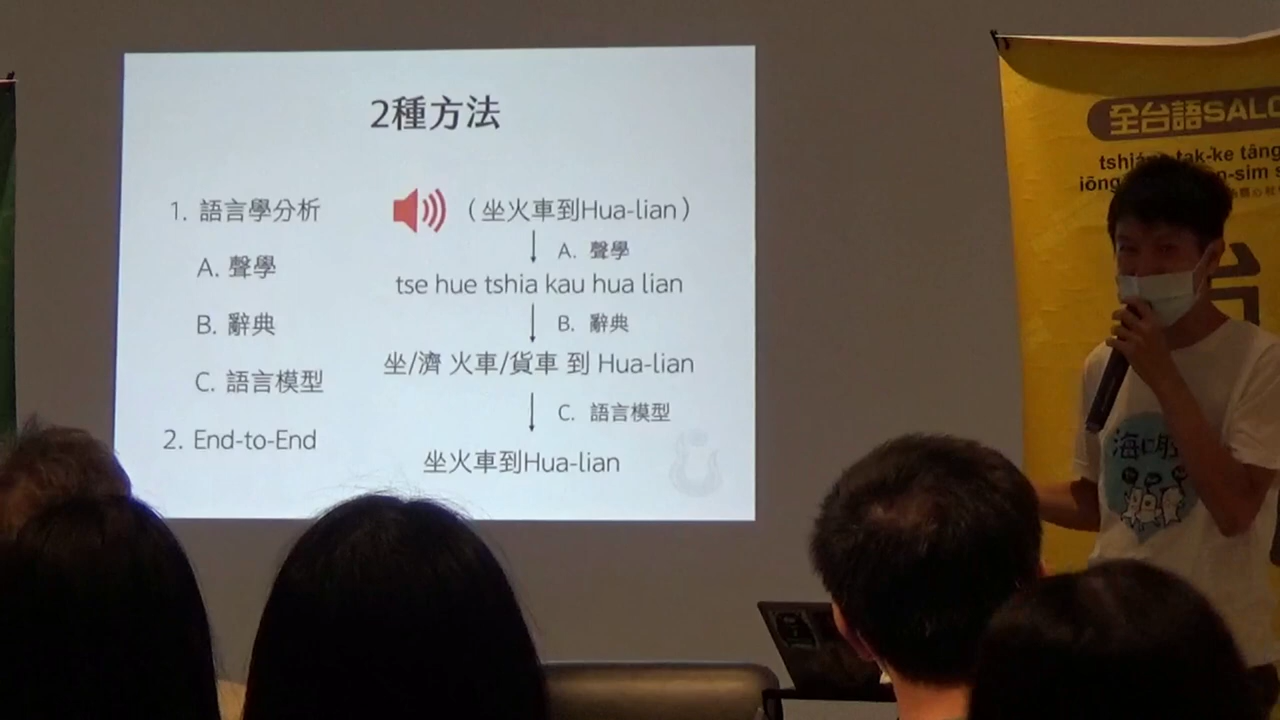 2種方法
1. 語言學分析
A. 聲學
B. 辭典
C. 語言模型
2. End-to-End
（坐火車到Hua-lian）
A. 聲學
tse hue tshia kau hua lian
B. 辭典
坐/濟 火車/貨車 到 Hua-lian
C. 語言模型
坐火車到Hua-lian
全台語SALO
tak-ke tâng
iōng
海口腔